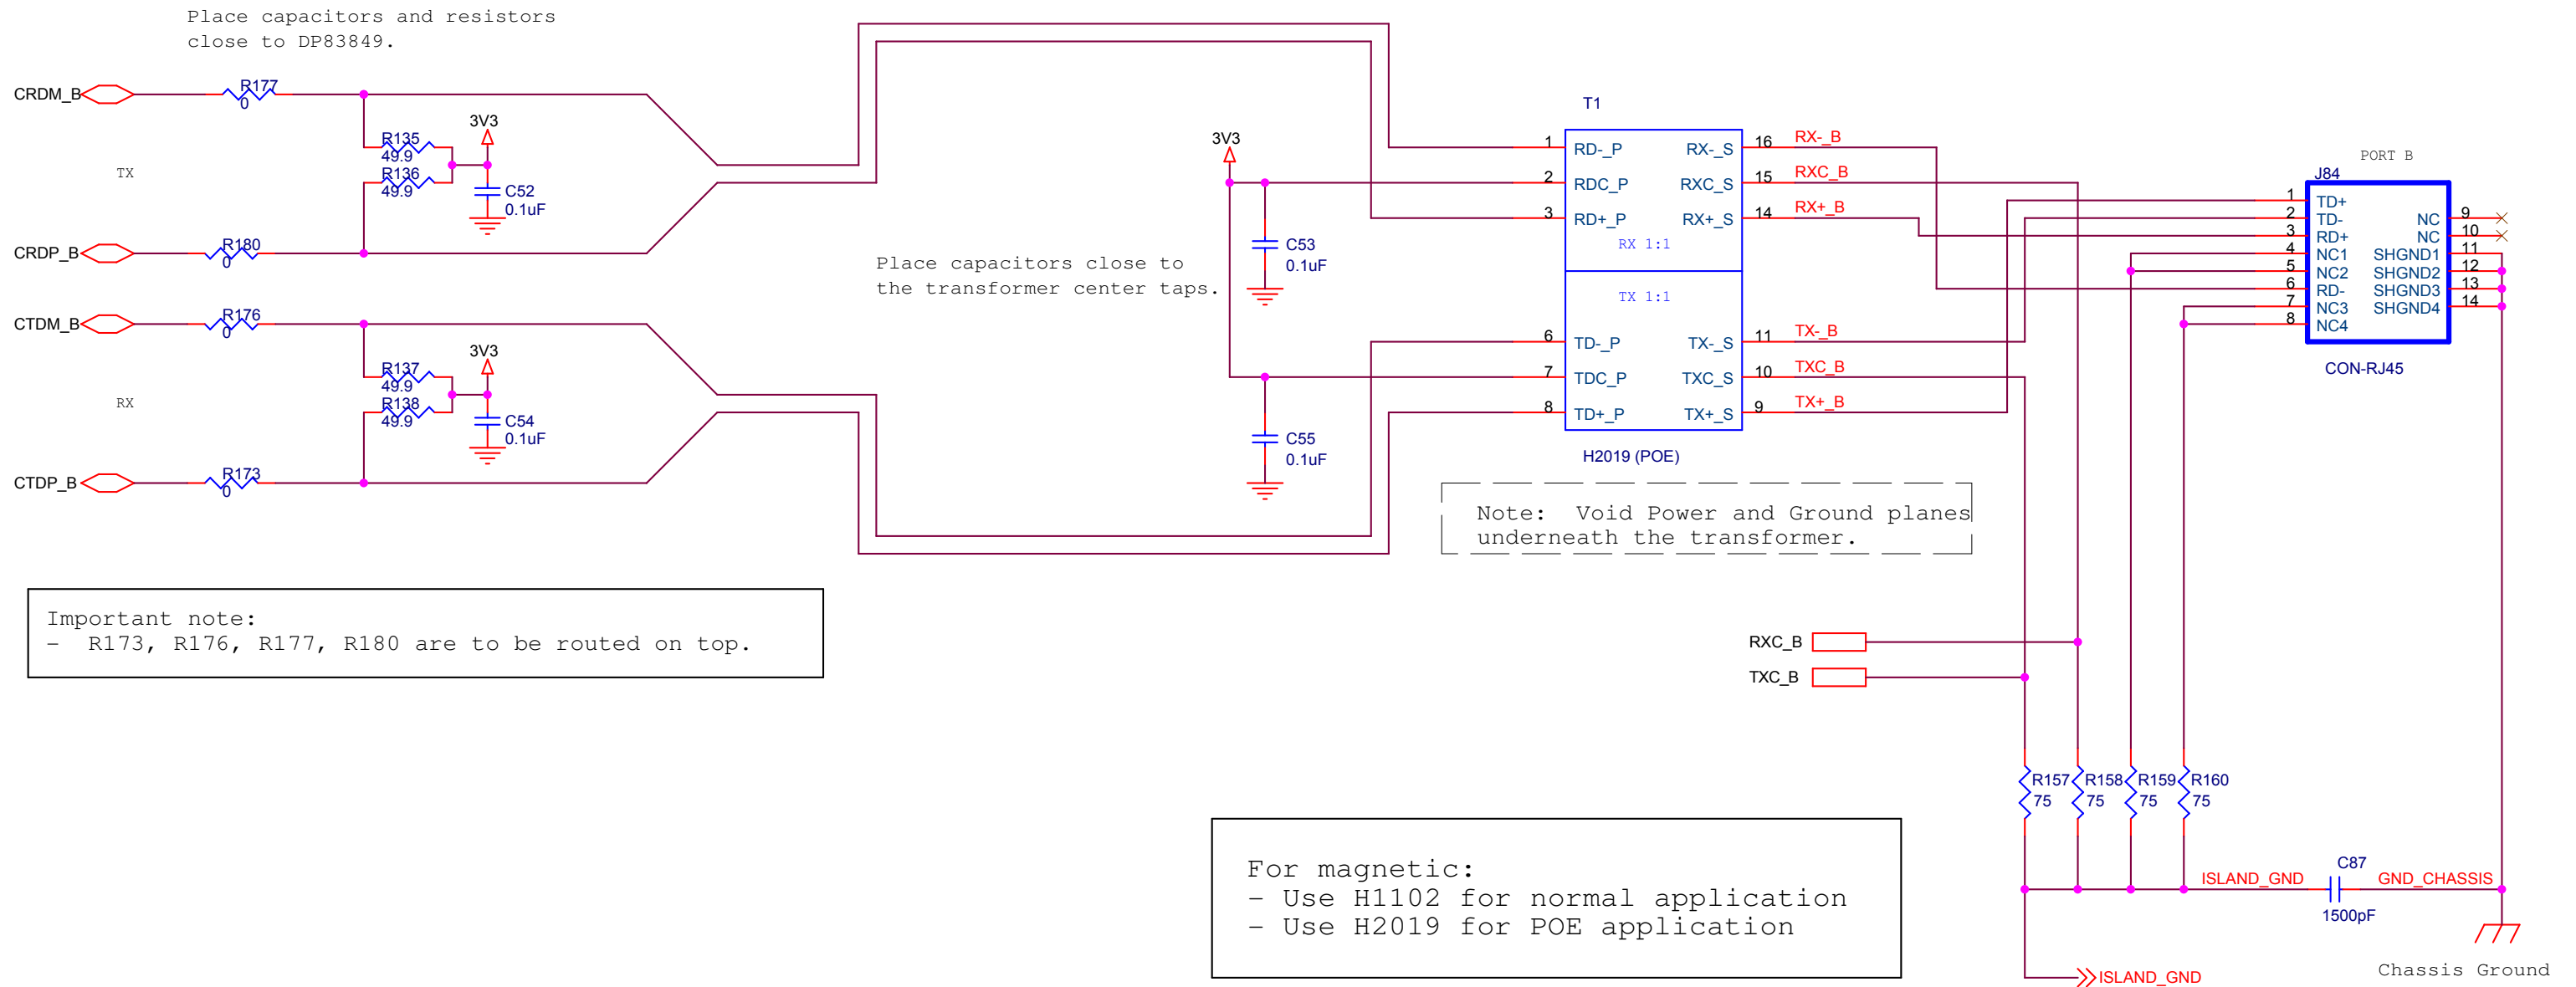 Place capacitors and resistors
close to DP83849.
CRDM_B
R177
0
3V3
R135
49.9
R136
49.9
C52
0.1uF
TX
CRDP_B
R180
0
CTDM_B
R176
0
3V3
R137
49.9
R138
49.9
C54
0.1uF
RX
CTDP_B
R173
0
Important note:
- R173, R176, R177, R180 are to be routed on top.
3V3
C53
0.1uF
Place capacitors close to
the transformer center taps.
C55
0.1uF
T1
1 RD-_P RX-_S 16 RX-_B
2 RDC_P RXC_S 15 RXC_B
3 RD+_P RX+_S 14 RX+_B
RX 1:1
TX 1:1
6 TD-_P TX-_S 11 TX-_B
7 TDC_P TXC_S 10 TXC_B
8 TD+_P TX+_S 9 TX+_B
H2019 (POE)
Note: Void Power and Ground planes
underneath the transformer.
PORT B
J84
1 TD+
2 TD- NC 9
3 RD+ NC 10
4 NC1 SHGND1 11
5 NC2 SHGND2 12
6 RD- SHGND3 13
7 NC3 SHGND4 14
8 NC4
CON-RJ45
RXC_B
TXC_B
R157
75
R158
75
R159
75
R160
75
For magnetic:
- Use H1102 for normal application
- Use H2019 for POE application
C87
ISLAND_GND GND_CHASSIS
1500pF
ISLAND_GND
Chassis Ground